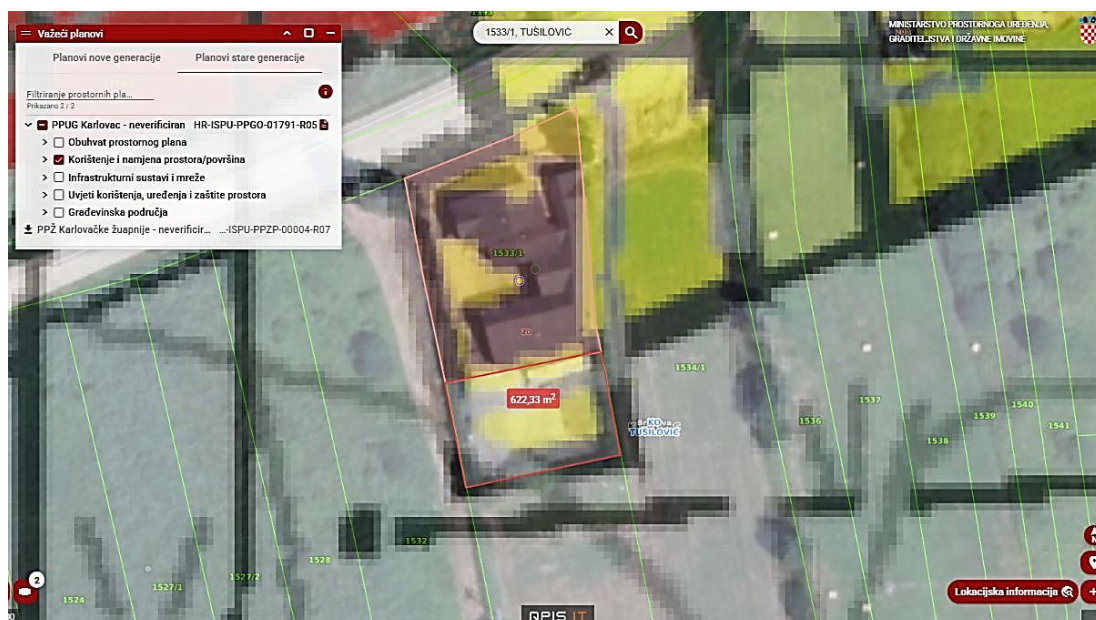 Važeći planovi
Planovi nove generacije
Planovi stare generacije
Filtriranje prostornih pla...
Prikazano 2 / 2
PPUG Karlovac - neverificiran HR-ISPU-PPGO-01791-R05
Obuhvat prostornog plana
Korištenje i namjena prostora/površina
Infrastrukturni sustavi i mreže
Uvjeti korištenja, uređenja i zaštite prostora
Građevinska područja
PPŽ Karlovačke žuapnije - neverificir... ...-ISPU-PPZP-00004-R07
1533/1, TUŠILOVIĆ
MINISTARSTVO PROSTORNOGA UREĐENJA,
GRADITELJSTVA I DRŽAVNE IMOVINE
1533/1
20
622,33 m²
1534/1
KO
TUŠILOVIĆ
1536
1537
1538
1539
1540
1541
1532
1528
1527/2
1527/1
1524
2
Lokacijska informacija
N
QPIS IT